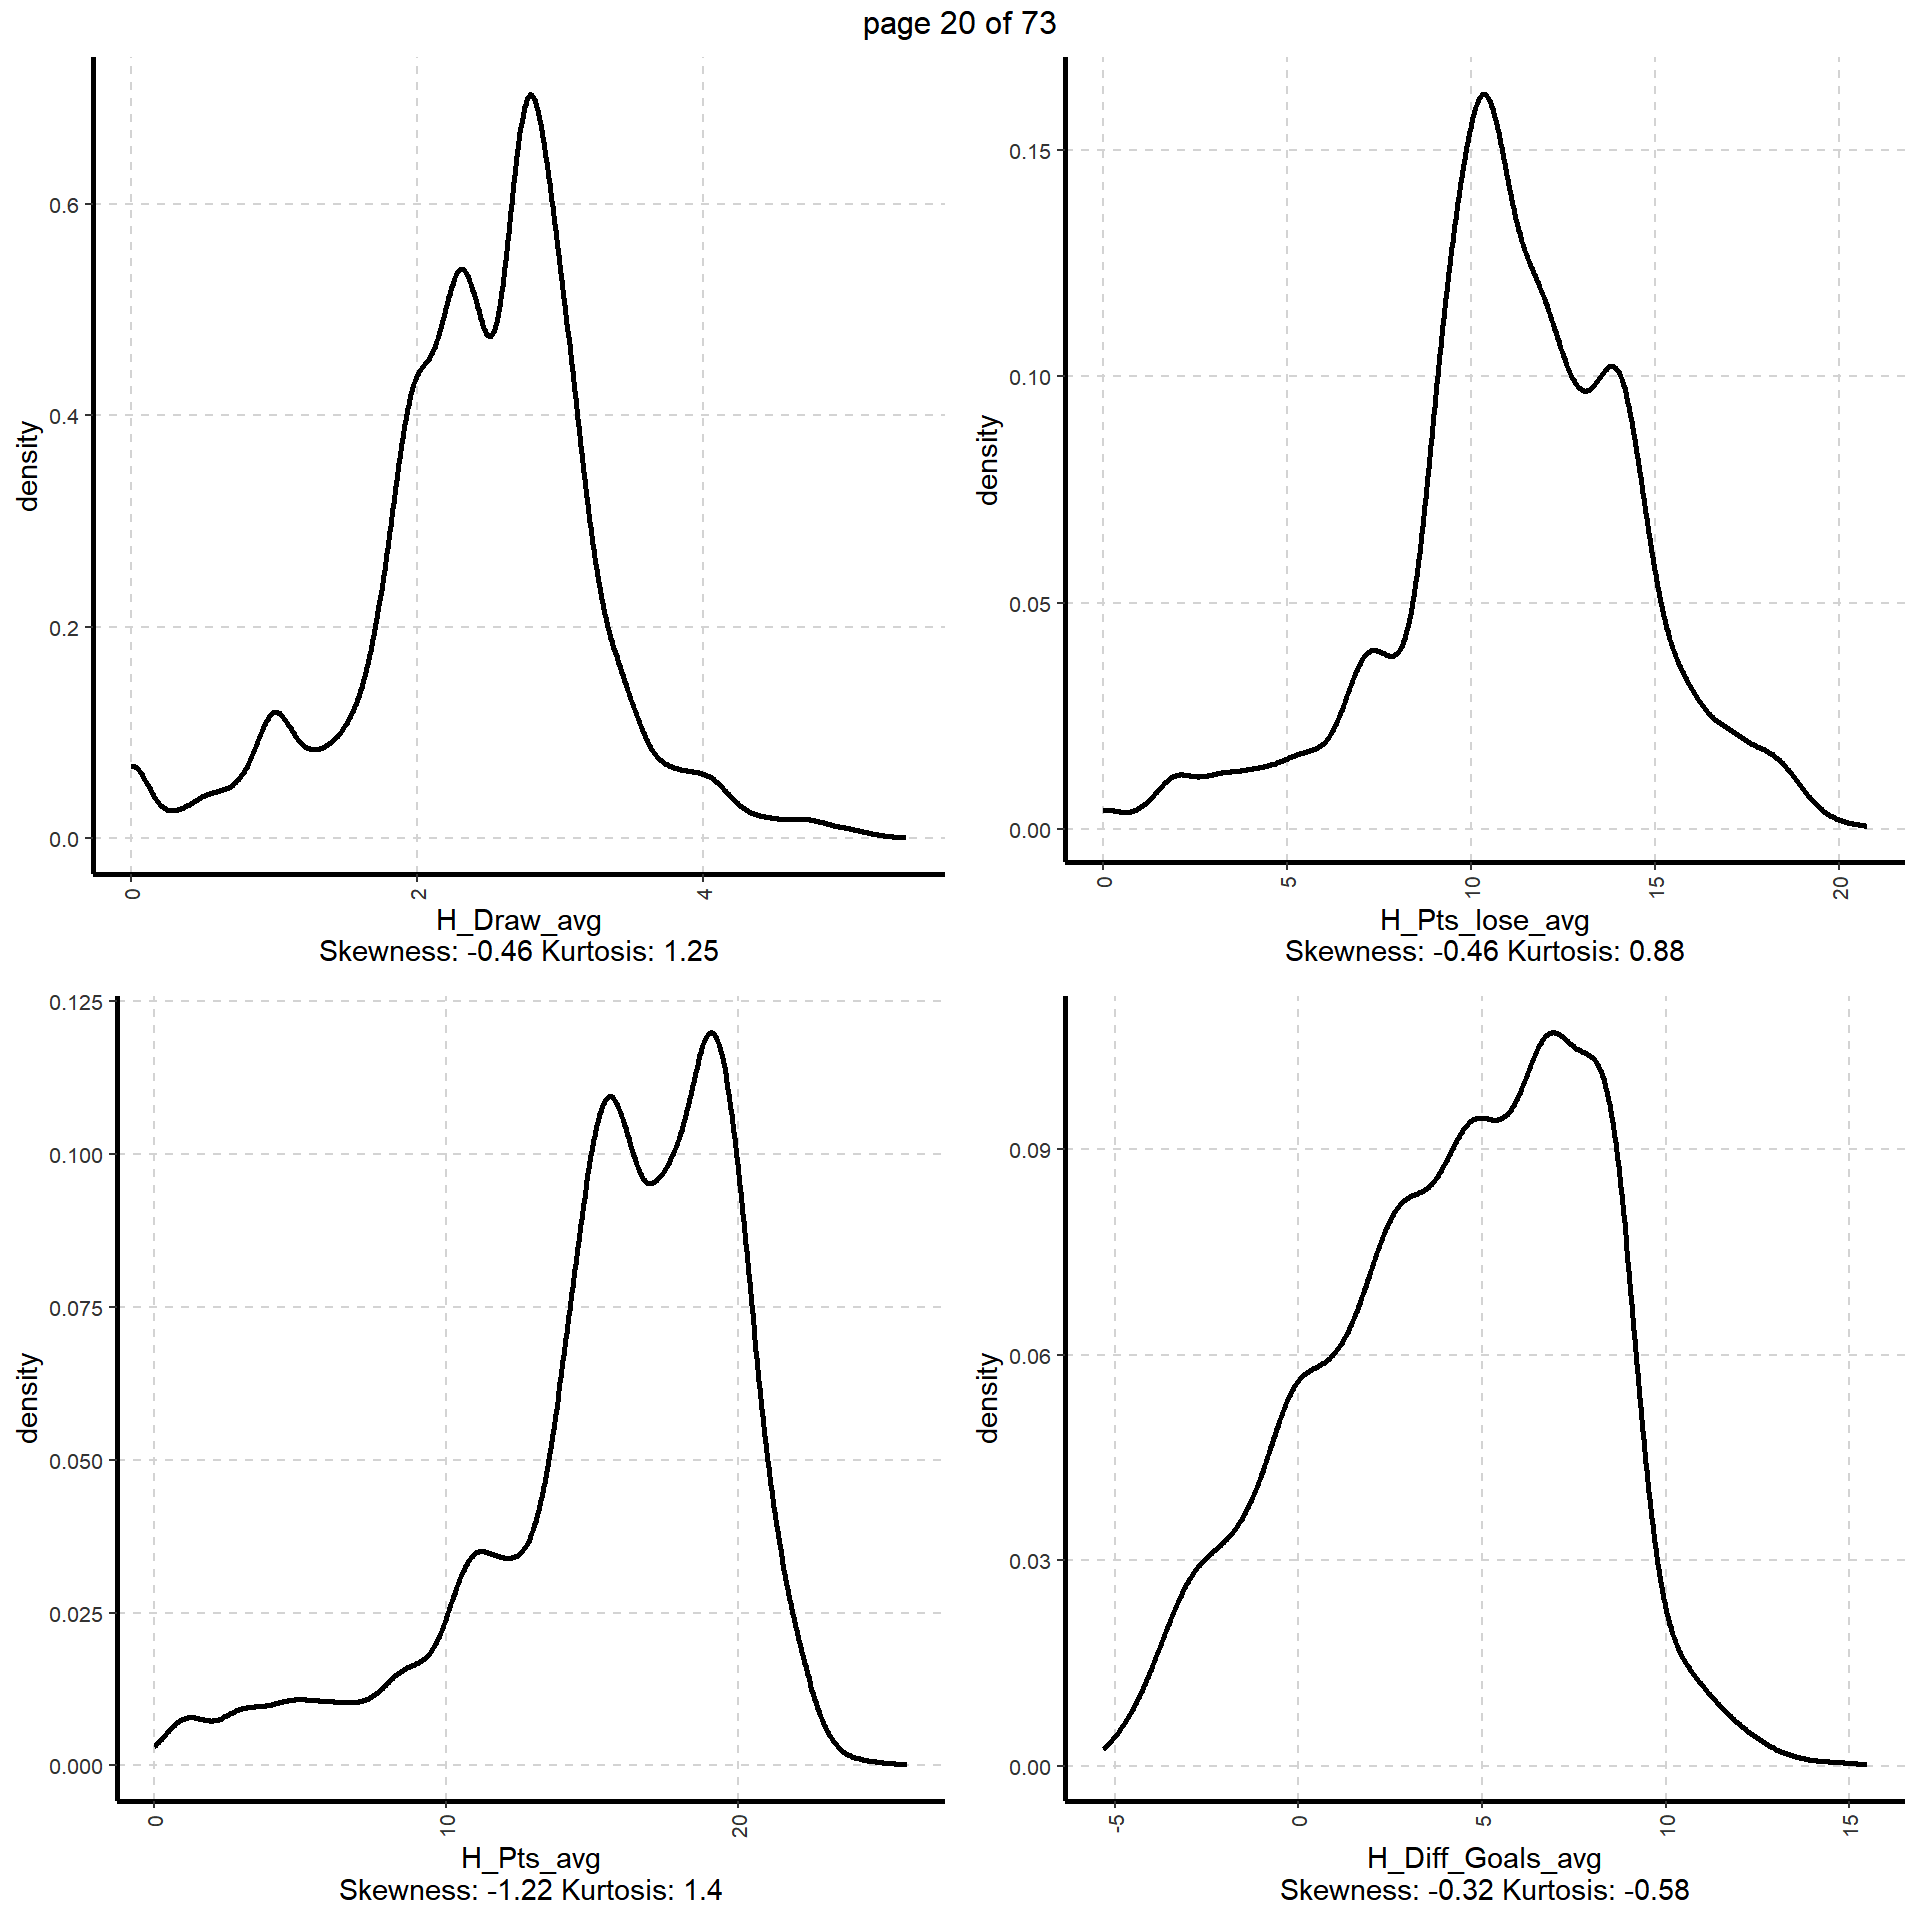 page 20 of 73
density
0.6
0.4
0.2
0.0
0
2
4
H_Draw_avg
Skewness: -0.46 Kurtosis: 1.25
density
0.15
0.10
0.05
0.00
0
5
10
15
20
H_Pts_lose_avg
Skewness: -0.46 Kurtosis: 0.88
density
0.125
0.100
0.075
0.050
0.025
0.000
0
10
20
H_Pts_avg
Skewness: -1.22 Kurtosis: 1.4
density
0.09
0.06
0.03
0.00
-5
0
5
10
15
H_Diff_Goals_avg
Skewness: -0.32 Kurtosis: -0.58